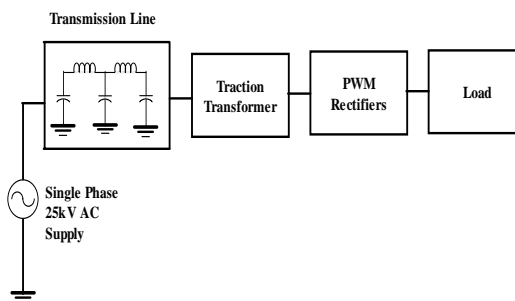 Transmission Line
Traction
Transformer
PWM
Rectifiers
Load
Single Phase
25kV AC
Supply